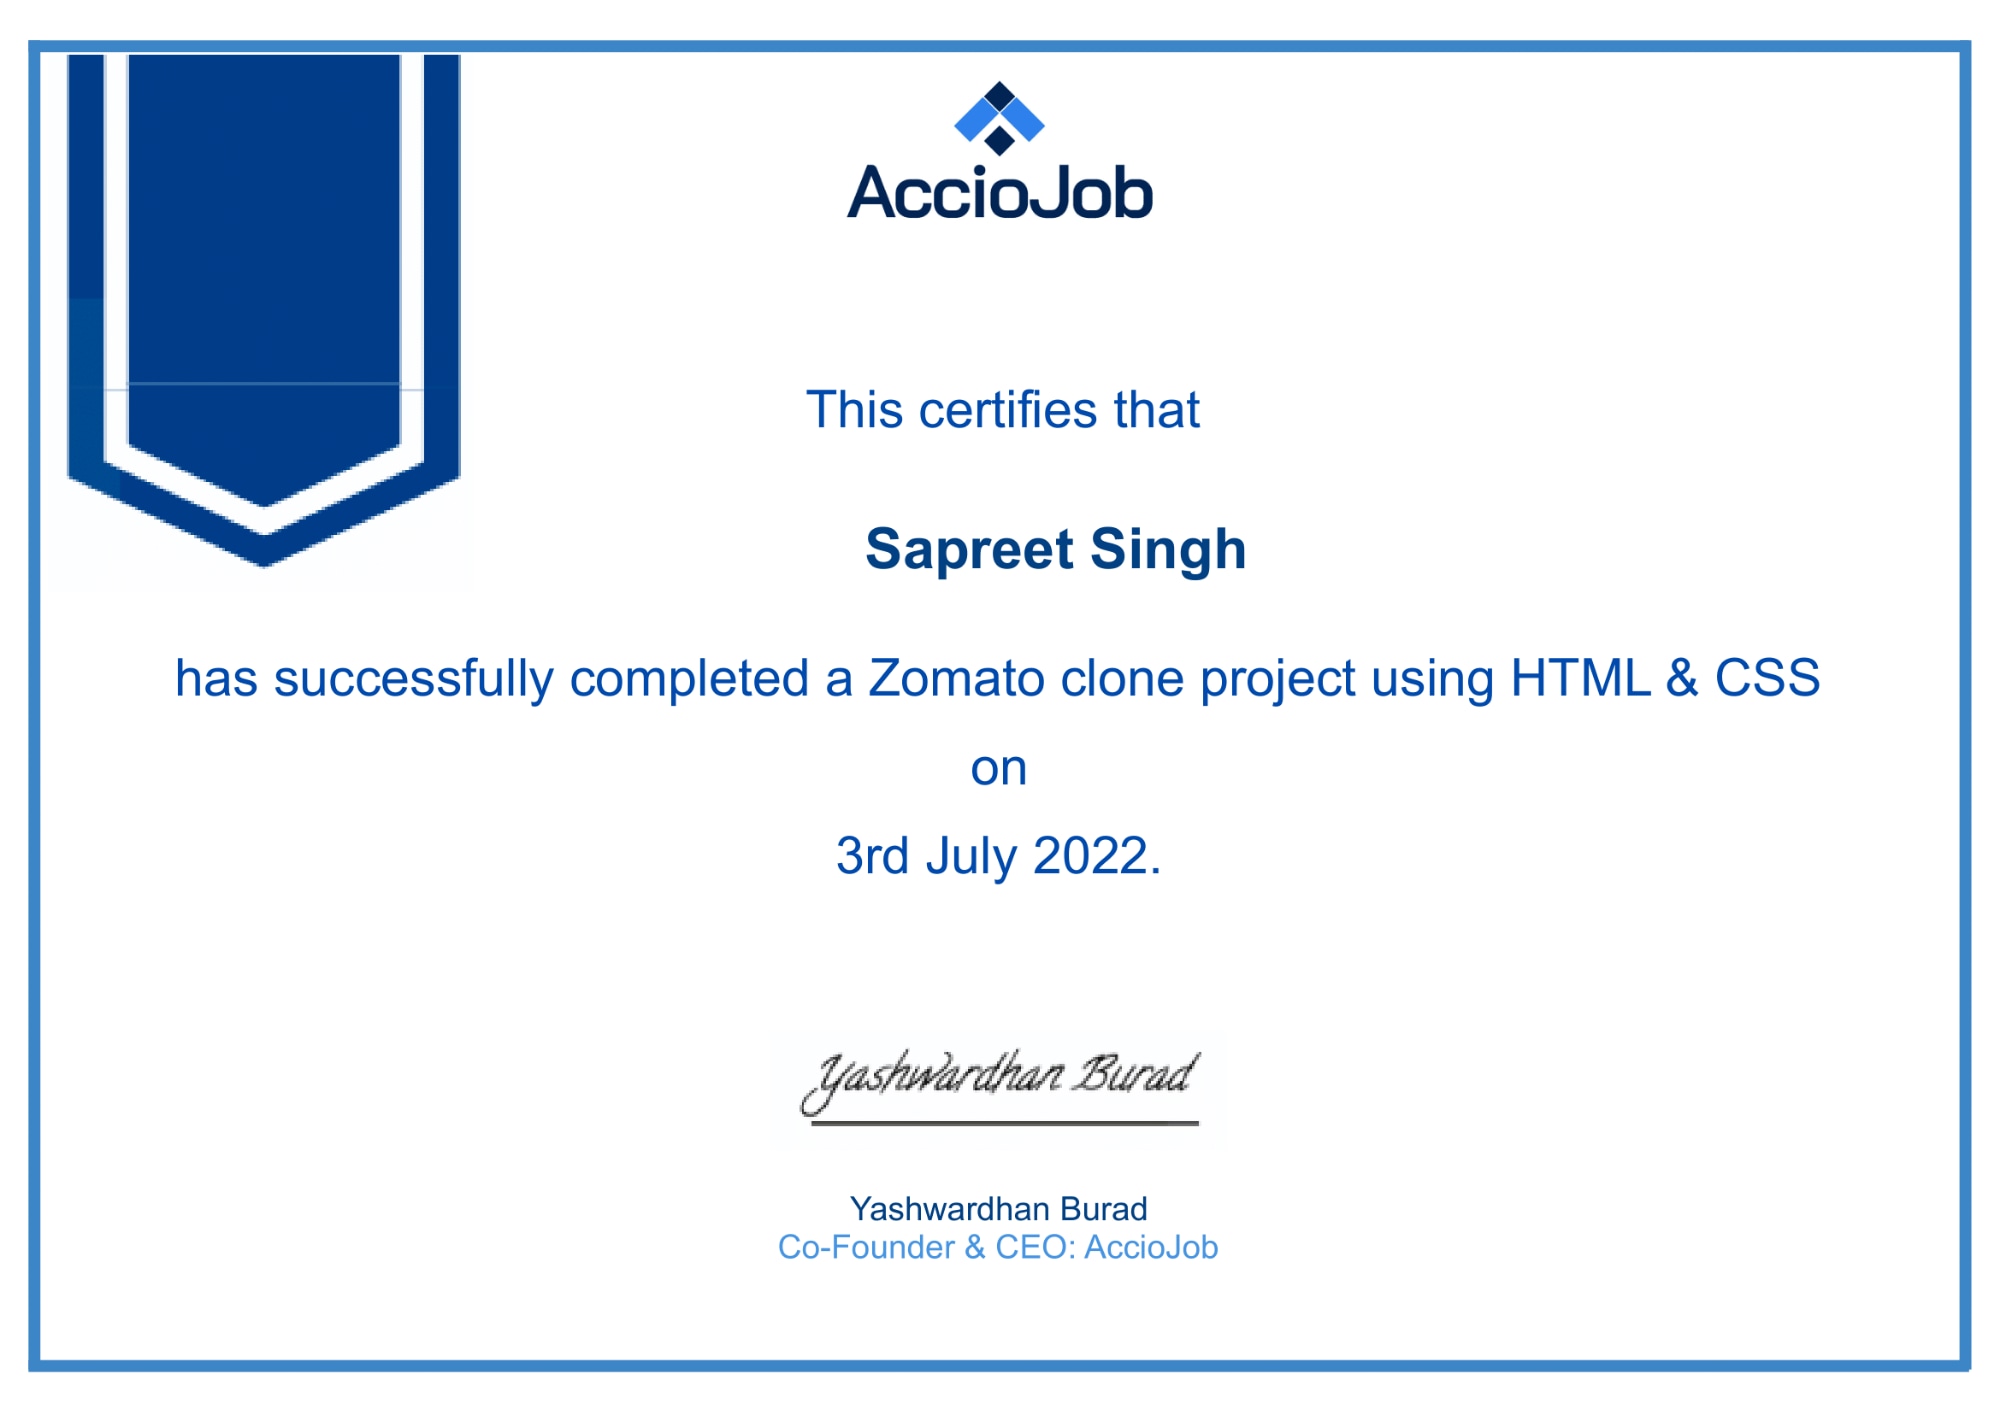 AccioJob
This certifies that
Sapreet Singh
has successfully completed a Zomato clone project using HTML & CSS
on
3rd July 2022.
Yashwardhan Burad
Yashwardhan Burad
Co-Founder & CEO: AccioJob